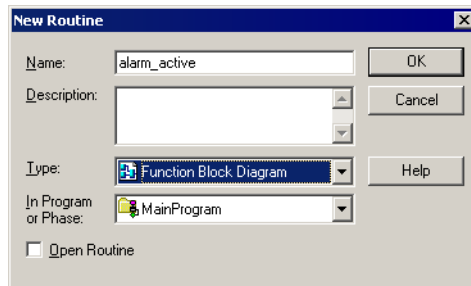 New Routine
Name: alarm_active OK
Description: Cancel
Type: Function Block Diagram Help
In Program
or Phase: MainProgram
Open Routine